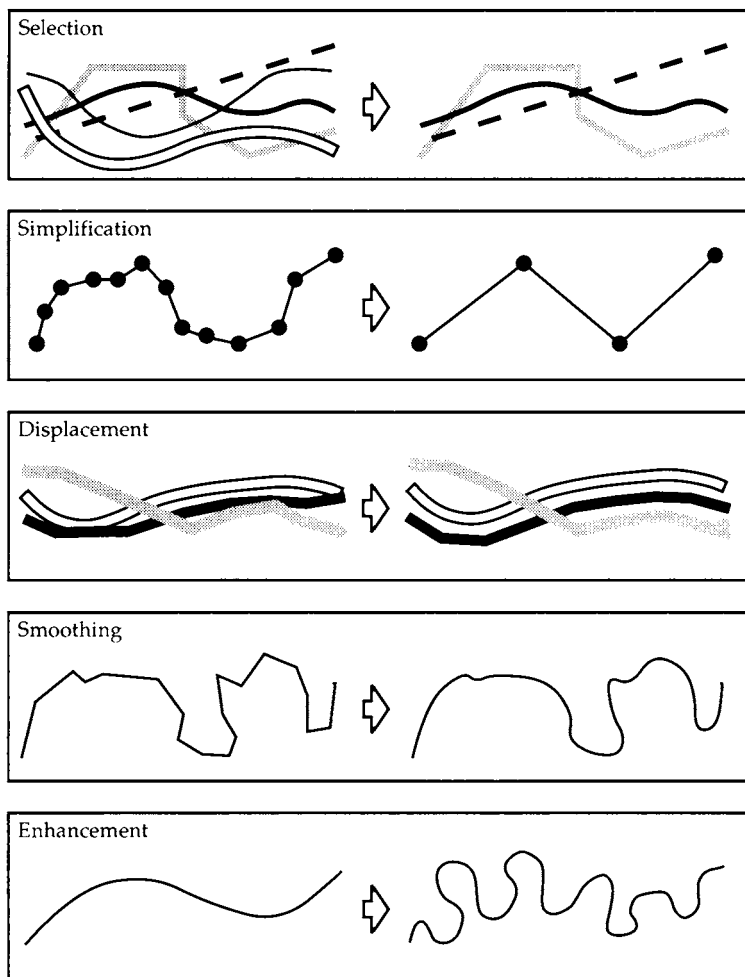 Selection
Simplification
Displacement
Smoothing
Enhancement